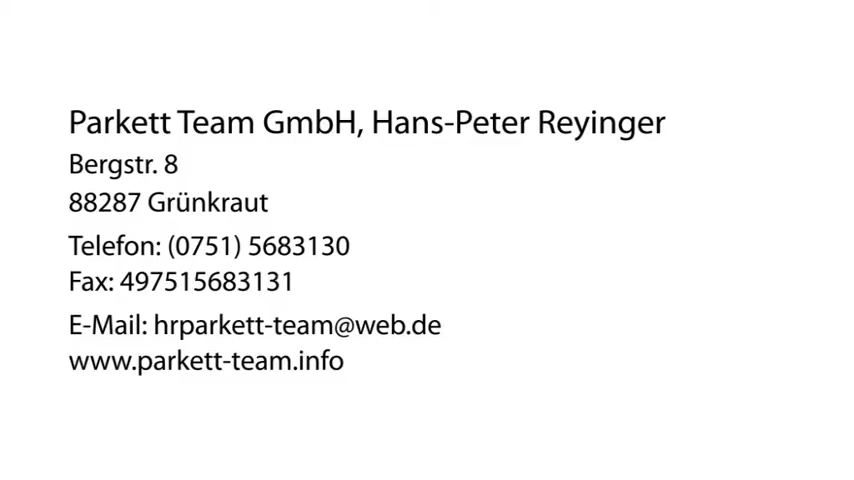 Parkett Team GmbH, Hans-Peter Reyinger
Bergstr. 8
88287 Grünkraut
Telefon: (0751) 5683130
Fax: 497515683131
E-Mail: hrparkett-team@web.de
www.parkett-team.info